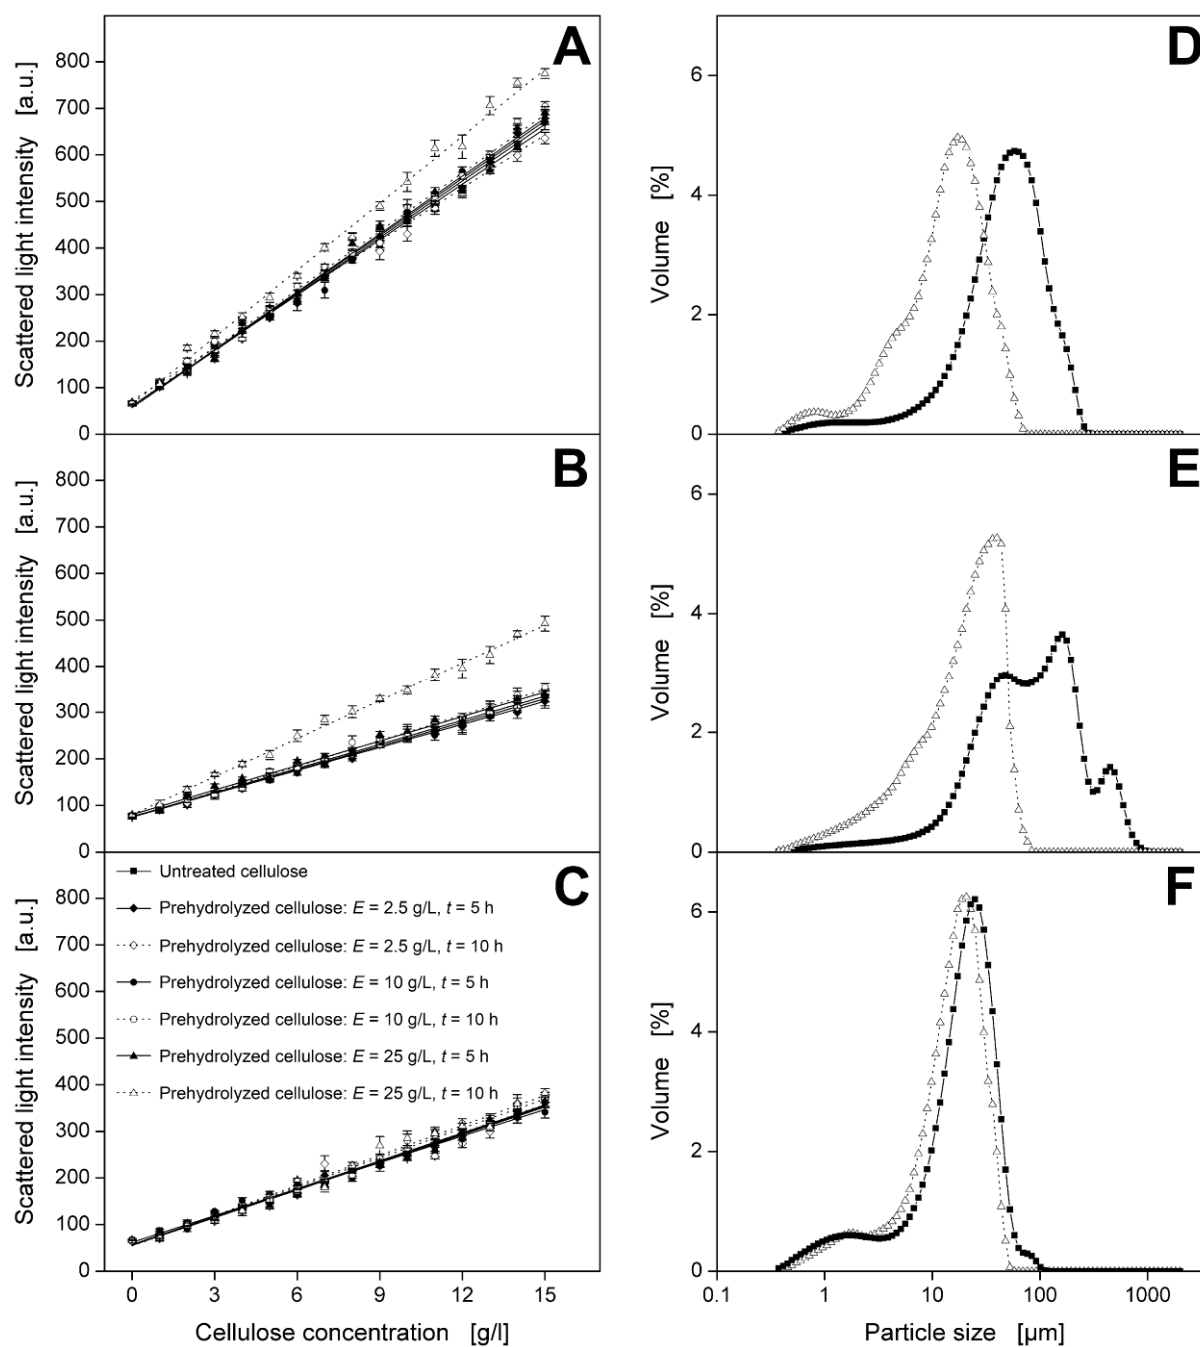 A
800
700
600
500
400
300
200
100
0
Scattered light intensity [a.u.]
B
800
700
600
500
400
300
200
100
0
Scattered light intensity [a.u.]
C
800
700
600
500
400
300
200
100
0
Scattered light intensity [a.u.]
Untreated cellulose
Prehydrolyzed cellulose: E = 2.5 g/L, t = 5 h
Prehydrolyzed cellulose: E = 2.5 g/L, t = 10 h
Prehydrolyzed cellulose: E = 10 g/L, t = 5 h
Prehydrolyzed cellulose: E = 10 g/L, t = 10 h
Prehydrolyzed cellulose: E = 25 g/L, t = 5 h
Prehydrolyzed cellulose: E = 25 g/L, t = 10 h
0 3 6 9 12 15
Cellulose concentration [g/l]
D
6
4
2
0
Volume [%]
E
6
4
2
0
Volume [%]
F
6
4
2
0
Volume [%]
0.1 1 10 100 1000
Particle size [µm]